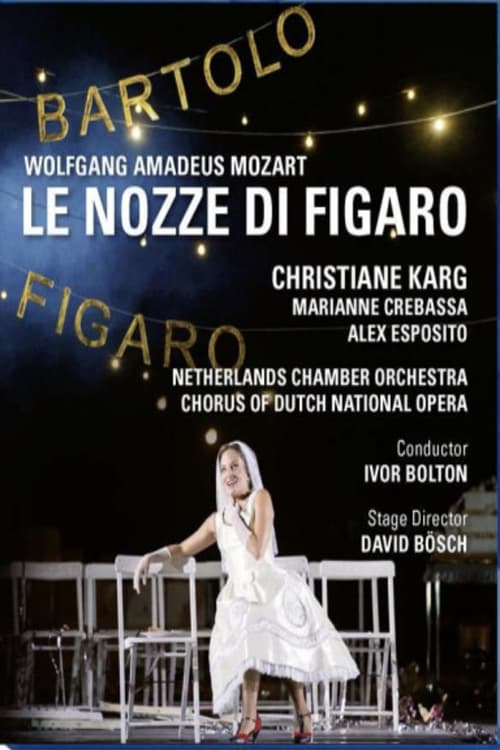 BARTOLO
WOLFGANG AMADEUS MOZART
LE NOZZE DI FIGARO
CHRISTIANE KARG
MARIANNE CREBASSA
ALEX ESPOSITO
FIGARO
NETHERLANDS CHAMBER ORCHESTRA
CHORUS OF DUTCH NATIONAL OPERA
Conductor
IVOR BOLTON
Stage Director
DAVID BÖSCH